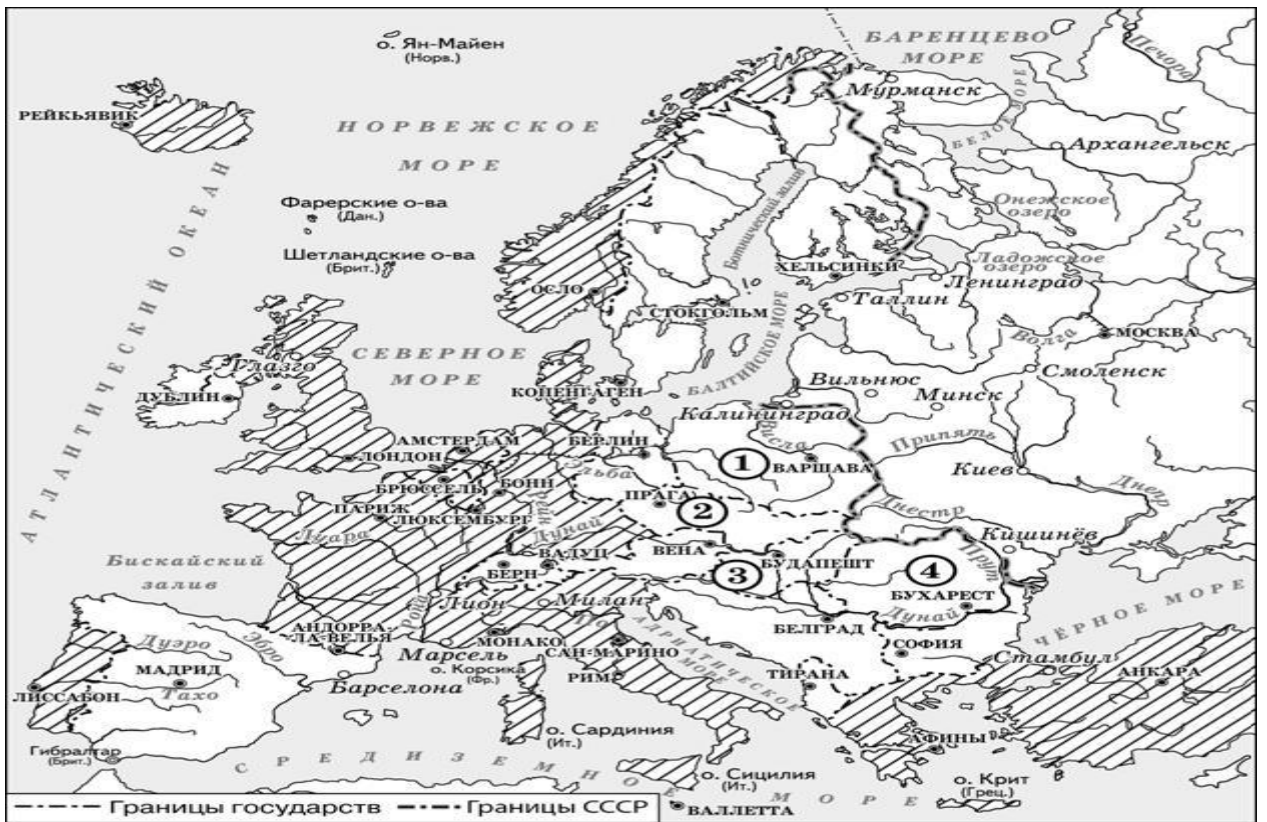 о. Ян-Майен
(Норв.)
БАРЕНЦЕВО
МОРЕ
Печора
Мурманск
РЕЙКЬЯВИК
НОРВЕЖСКОЕ
МОРЕ
БЕЛОЕ МОРЕ
Архангельск
АТЛАНТИЧЕСКИЙ ОКЕАН
Фарерские о-ва
(Дан.)
Ботнический залив
Онежское
озеро
Шетландские о-ва
(Брит.)
ХЕЛЬСИНКИ
Ладожское
озеро
ОСЛО
Ленинград
СТОКГОЛЬМ
Таллин
БАЛТИЙСКОЕ МОРЕ
Волга
МОСКВА
СЕВЕРНОЕ
МОРЕ
Глазго
Смоленск
КОПЕНГАГЕН
Вильнюс
ДУБЛИН
Минск
Калининград
АМСТЕРДАМ
БЕРЛИН
Висла
Припять
ЛОНДОН
Эльба
1
ВАРШАВА
Киев
БРЮССЕЛЬ
БОНН
Рейн
Днепр
ПАРИЖ
ПРАГА
2
ЛЮКСЕМБУРГ
Днестр
Луара
Дунай
Кишинёв
Бискайский
залив
ВАДУЦ
ВЕНА
БУДАПЕШТ
Прут
БЕРН
3
4
Лион
Милан
БУХАРЕСТ
Рона
По
Дунай
АНДОРРА-
ЛА-ВЕЛЬЯ
БЕЛГРАД
ЧЁРНОЕ МОРЕ
Дуэро
Эбро
МОНАКО
САН-МАРИНО
АДРИАТИЧЕСКОЕ
МОРЕ
СОФИЯ
Марсель
о. Корсика
(Фр.)
Стамбул
МАДРИД
РИМ
ТИРАНА
АНКАРА
ЛИССАБОН
Тахо
Барселона
о. Сардиния
(Ит.)
АФИНЫ
Гибралтар
(Брит.)
СРЕДИЗЕМНОЕ МОРЕ
о. Сицилия
(Ит.)
о. Крит
(Грец.)
Границы государств
Границы СССР
ВАЛЛЕТТА